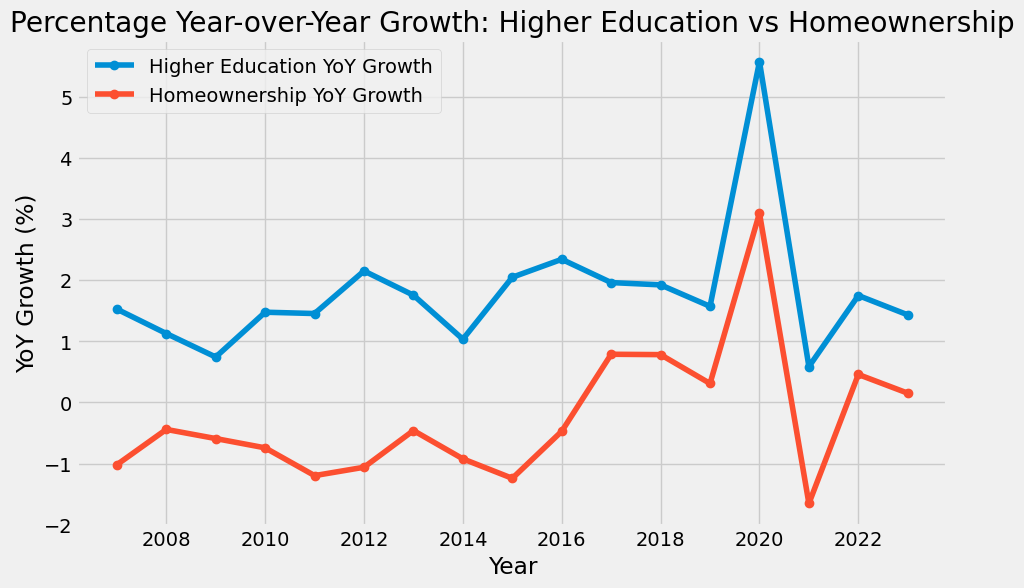 Percentage Year-over-Year Growth: Higher Education vs Homeownership
Higher Education YoY Growth
Homeownership YoY Growth
YoY Growth (%)
5
4
3
2
1
0
−1
−2
2008 2010 2012 2014 2016 2018 2020 2022
Year